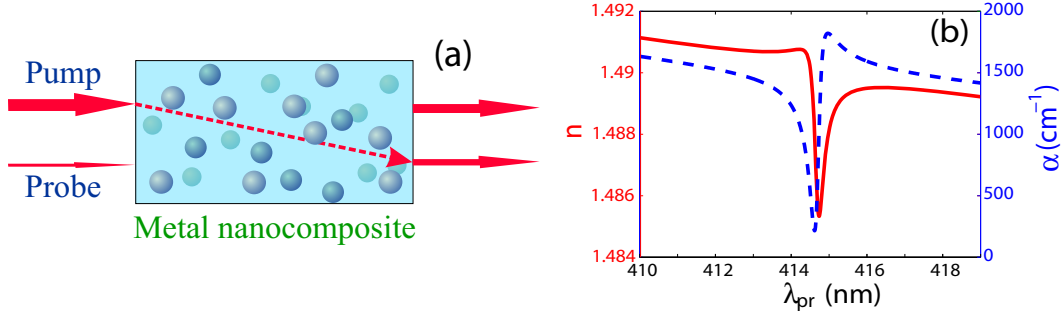 (a)
Pump
Probe
Metal nanocomposite
(b)
1.492
1.49
1.488
1.486
1.484
n
2000
1500
1000
500
0
α (cm⁻¹)
410 412 414 416 418
λpr (nm)